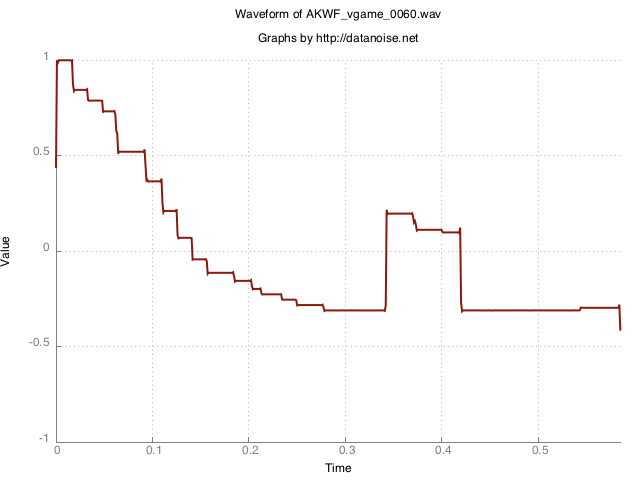 Waveform of AKWF_vgame_0060.wav
Graphs by http://datanoise.net
1
0.5
0
-0.5
-1
Value
0 0.1 0.2 0.3 0.4 0.5
Time